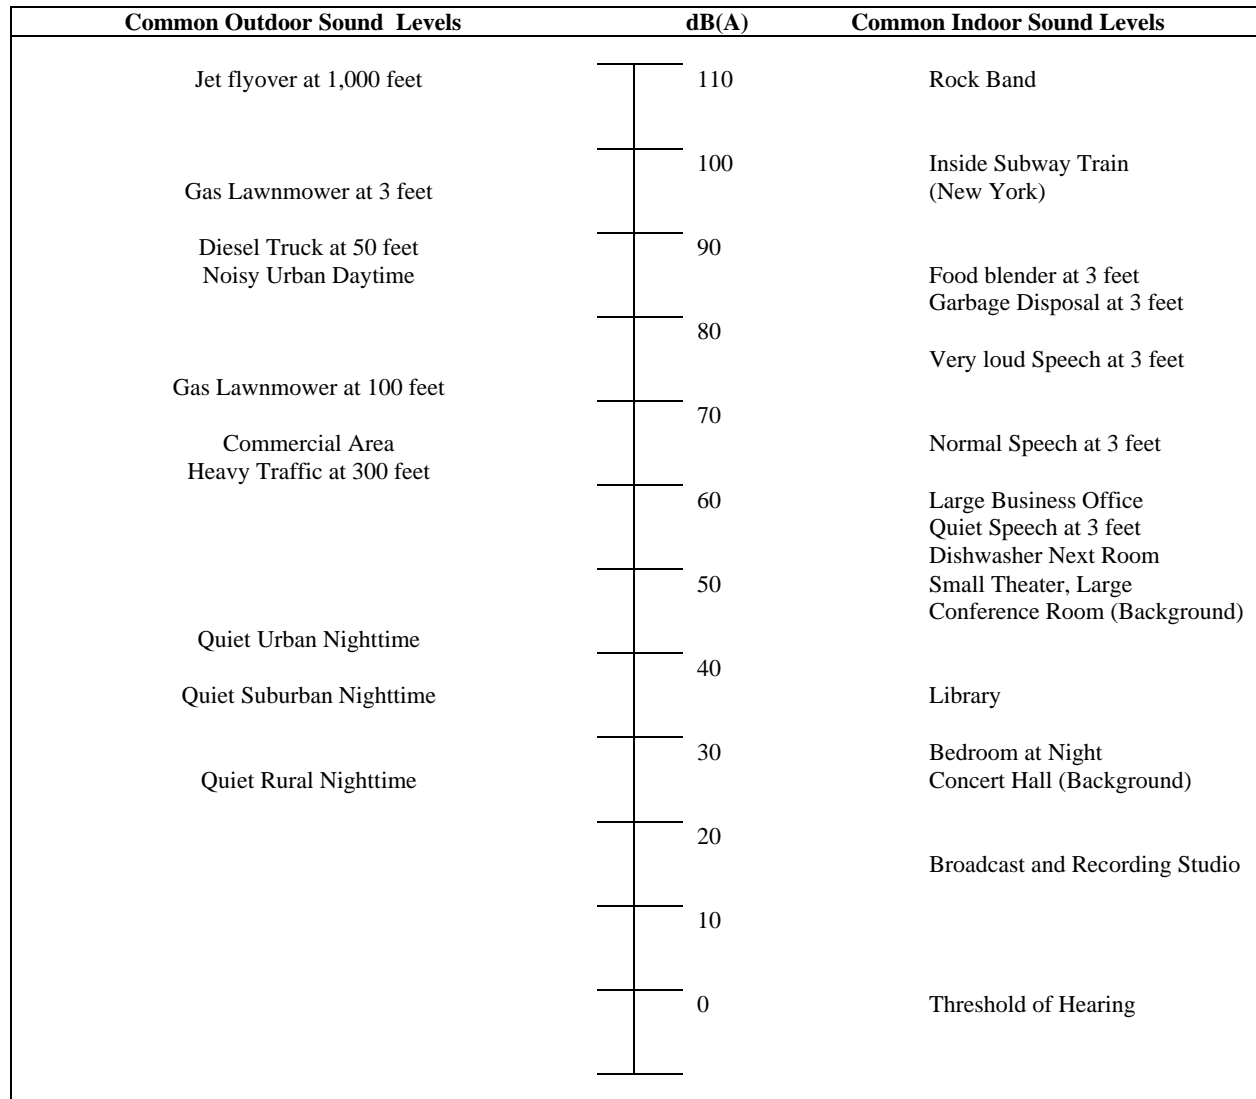 Common Outdoor Sound Levels dB(A) Common Indoor Sound Levels
Jet flyover at 1,000 feet 110 Rock Band
100 Inside Subway Train
Gas Lawnmower at 3 feet (New York)
Diesel Truck at 50 feet 90
Noisy Urban Daytime Food blender at 3 feet
Garbage Disposal at 3 feet
80
Very loud Speech at 3 feet
Gas Lawnmower at 100 feet
70
Commercial Area Normal Speech at 3 feet
Heavy Traffic at 300 feet
60 Large Business Office
Quiet Speech at 3 feet
Dishwasher Next Room
50 Small Theater, Large
Conference Room (Background)
Quiet Urban Nighttime
40
Quiet Suburban Nighttime Library
30 Bedroom at Night
Quiet Rural Nighttime Concert Hall (Background)
20
Broadcast and Recording Studio
10
0 Threshold of Hearing